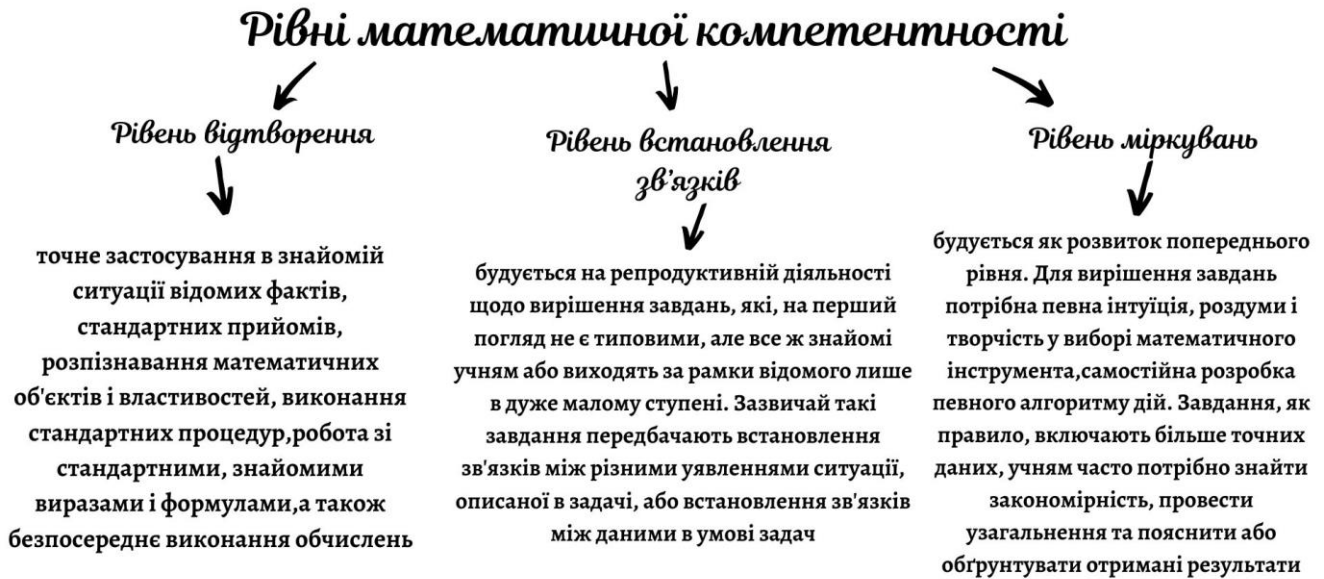 Рівні математичної компетентності
Рівень відтворення
точне застосування в знайомій
ситуації відомих фактів,
стандартних прийомів,
розпізнавання математичних
об'єктів і властивостей, виконання
стандартних процедур,робота зі
стандартними, знайомими
виразами і формулами,а також
безпосереднє виконання обчислень
Рівень встановлення
зв'язків
будується на репродуктивній діяльності
щодо вирішення завдань, які, на перший
погляд не є типовими, але все ж знайомі
учням або виходять за рамки відомого лише
в дуже малому ступені. Зазвичай такі
завдання передбачають встановлення
зв'язків між різними уявленнями ситуації,
описаної в задачі, або встановлення зв'язків
між даними в умові задач
Рівень міркувань
будується як розвиток попереднього
рівня. Для вирішення завдань
потрібна певна інтуїція, роздуми і
творчість у виборі математичного
інструмента,самостійна розробка
певного алгоритму дій. Завдання, як
правило, включають більше точних
даних, учням часто потрібно знайти
закономірність, провести
узагальнення та пояснити або
обґрунтувати отримані результати